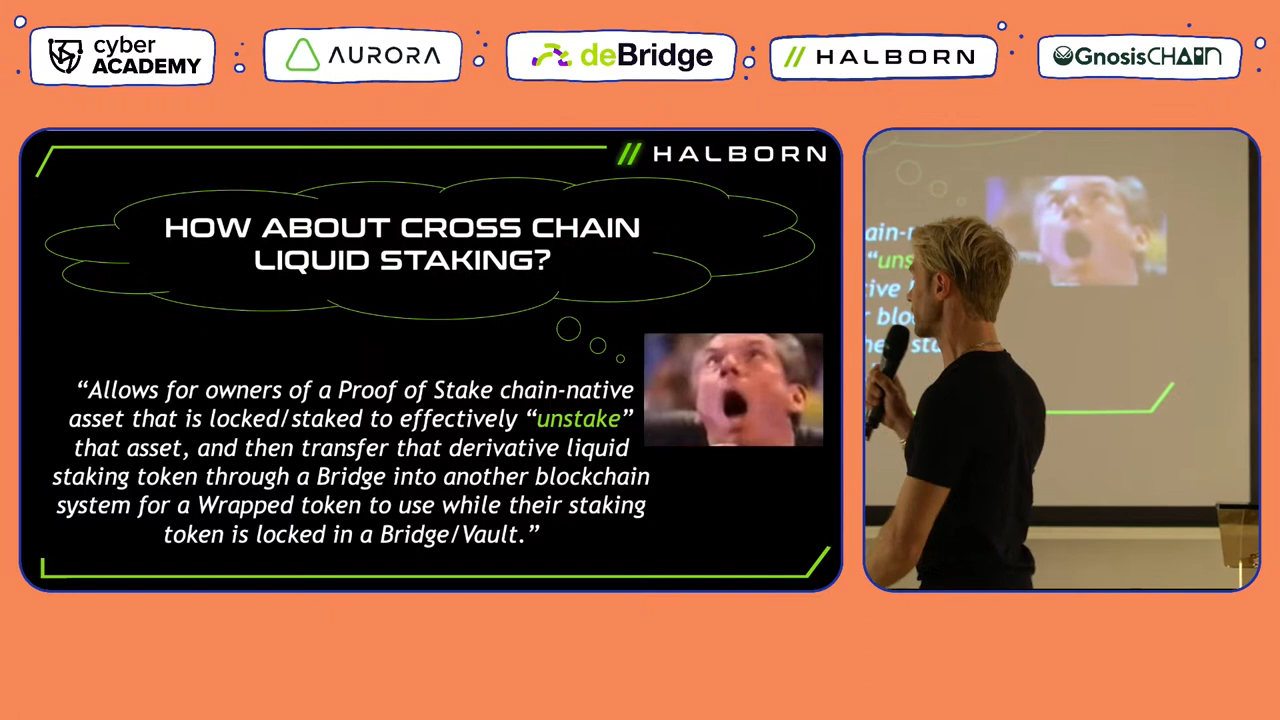 cyber
ACADEMY
AURORA
deBridge
HALBORN
GnosisCHAIN
HALBORN
HOW ABOUT CROSS CHAIN
LIQUID STAKING?
“Allows for owners of a Proof of Stake chain-native
asset that is locked/staked to effectively “unstake”
that asset, and then transfer that derivative liquid
staking token through a Bridge into another blockchain
system for a Wrapped token to use while their staking
token is locked in a Bridge/Vault.”